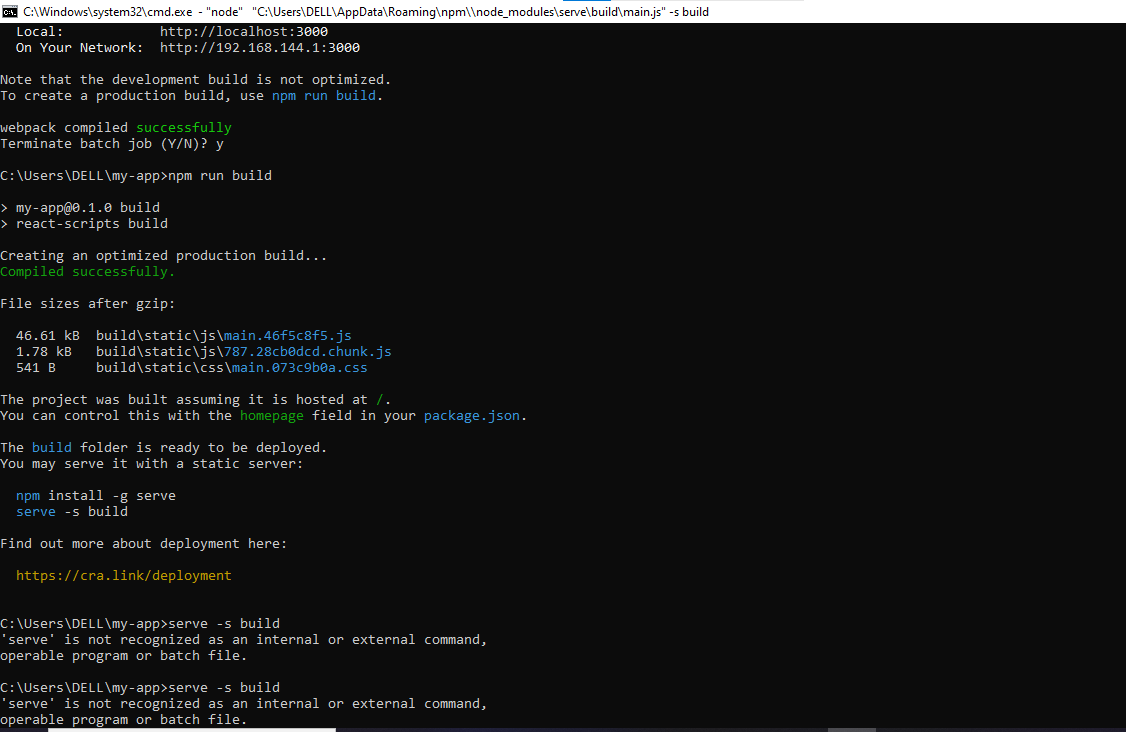 C:\Windows\system32\cmd.exe - "node" "C:\Users\DELL\AppData\Roaming\npm\\node_modules\serve\build\main.js" -s build
Local: http://localhost:3000
On Your Network: http://192.168.144.1:3000
Note that the development build is not optimized.
To create a production build, use npm run build.
webpack compiled successfully
Terminate batch job (Y/N)? y
C:\Users\DELL\my-app>npm run build
> my-app@0.1.0 build
> react-scripts build
Creating an optimized production build...
Compiled successfully.
File sizes after gzip:
46.61 kB build\static\js\main.46f5c8f5.js
1.78 kB build\static\js\787.28cb0dcd.chunk.js
541 B build\static\css\main.073c9b0a.css
The project was built assuming it is hosted at /.
You can control this with the homepage field in your package.json.
The build folder is ready to be deployed.
You may serve it with a static server:
npm install -g serve
serve -s build
Find out more about deployment here:
https://cra.link/deployment
C:\Users\DELL\my-app>serve -s build
'serve' is not recognized as an internal or external command,
operable program or batch file.
C:\Users\DELL\my-app>serve -s build
'serve' is not recognized as an internal or external command,
operable program or batch file.